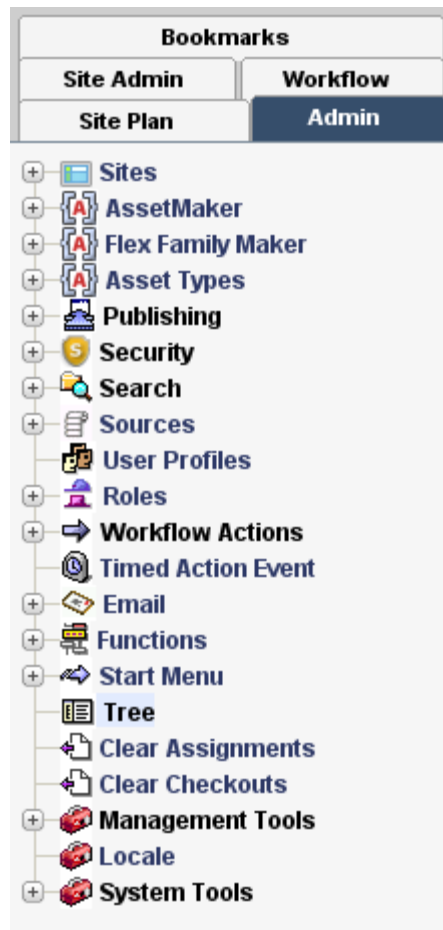 Bookmarks
Site Admin Workflow
Site Plan Admin
Sites
AssetMaker
Flex Family Maker
Asset Types
Publishing
Security
Search
Sources
User Profiles
Roles
Workflow Actions
Timed Action Event
Email
Functions
Start Menu
Tree
Clear Assignments
Clear Checkouts
Management Tools
Locale
System Tools